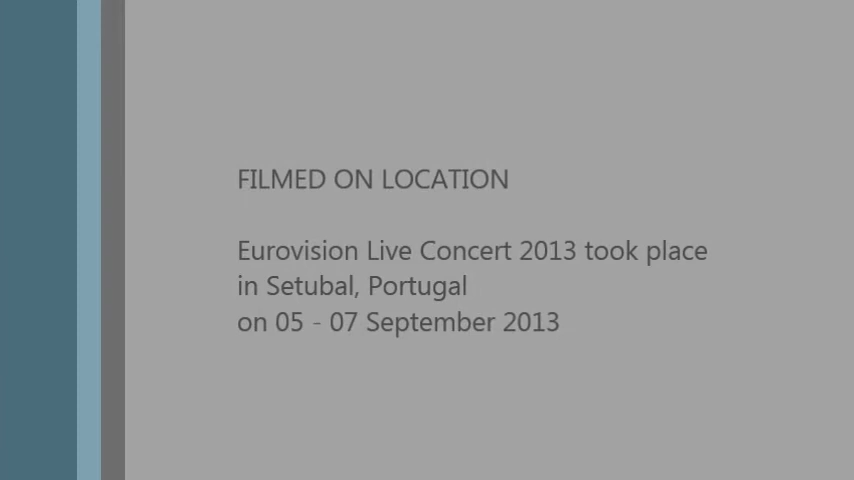 FILMED ON LOCATION
Eurovision Live Concert 2013 took place
in Setubal, Portugal
on 05 - 07 September 2013